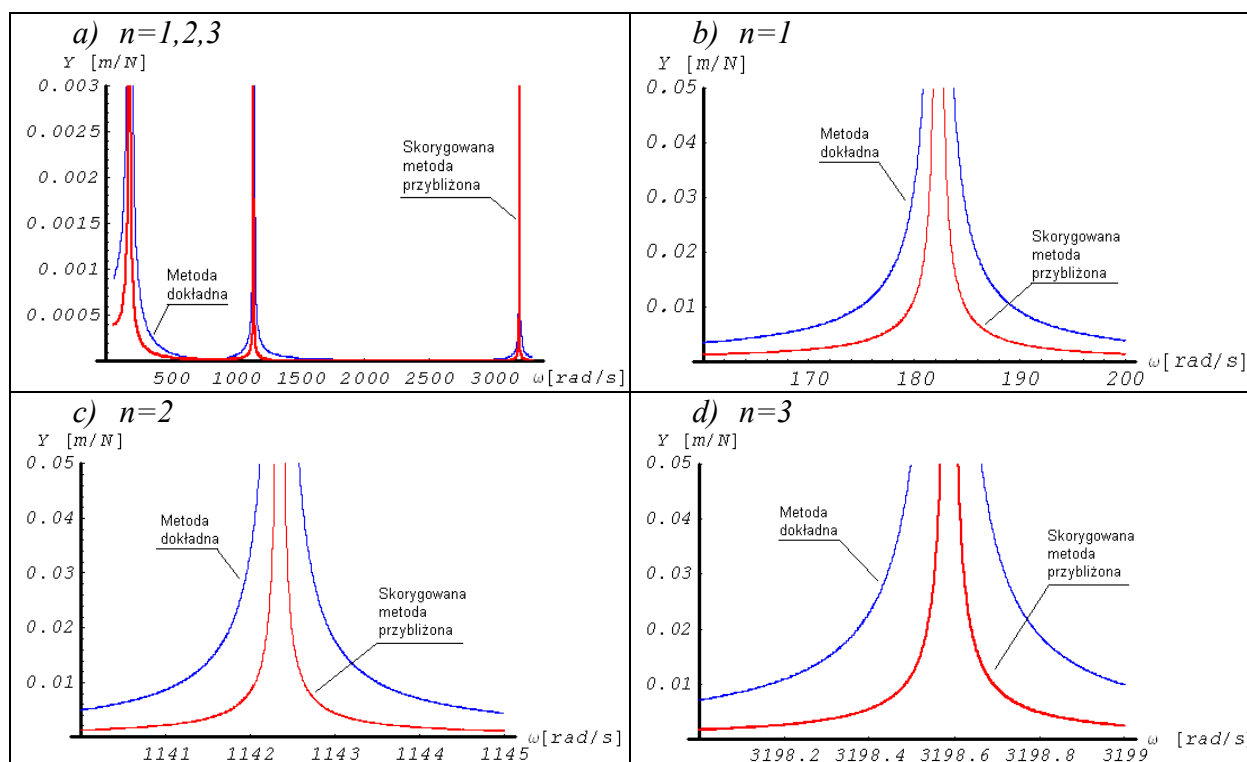 a) n=1,2,3
Y [m/N]
0.003
0.0025
0.002
0.0015
0.001
0.0005
Skorygowana
metoda
przybliżona
Metoda
dokładna
500 1000 1500 2000 2500 3000 ω[rad/s]
b) n=1
Y [m/N]
0.05
0.04
0.03
0.02
0.01
Metoda
dokładna
Skorygowana
metoda
przybliżona
170 180 190 200
ω[rad/s]
c) n=2
Y [m/N]
0.05
0.04
0.03
0.02
0.01
Metoda
dokładna
Skorygowana
metoda
przybliżona
1141 1142 1143 1144 1145
ω[rad/s]
d) n=3
Y [m/N]
0.05
0.04
0.03
0.02
0.01
Metoda
dokładna
Skorygowana
metoda
przybliżona
3198.2 3198.4 3198.6 3198.8 3199
ω [rad/s]